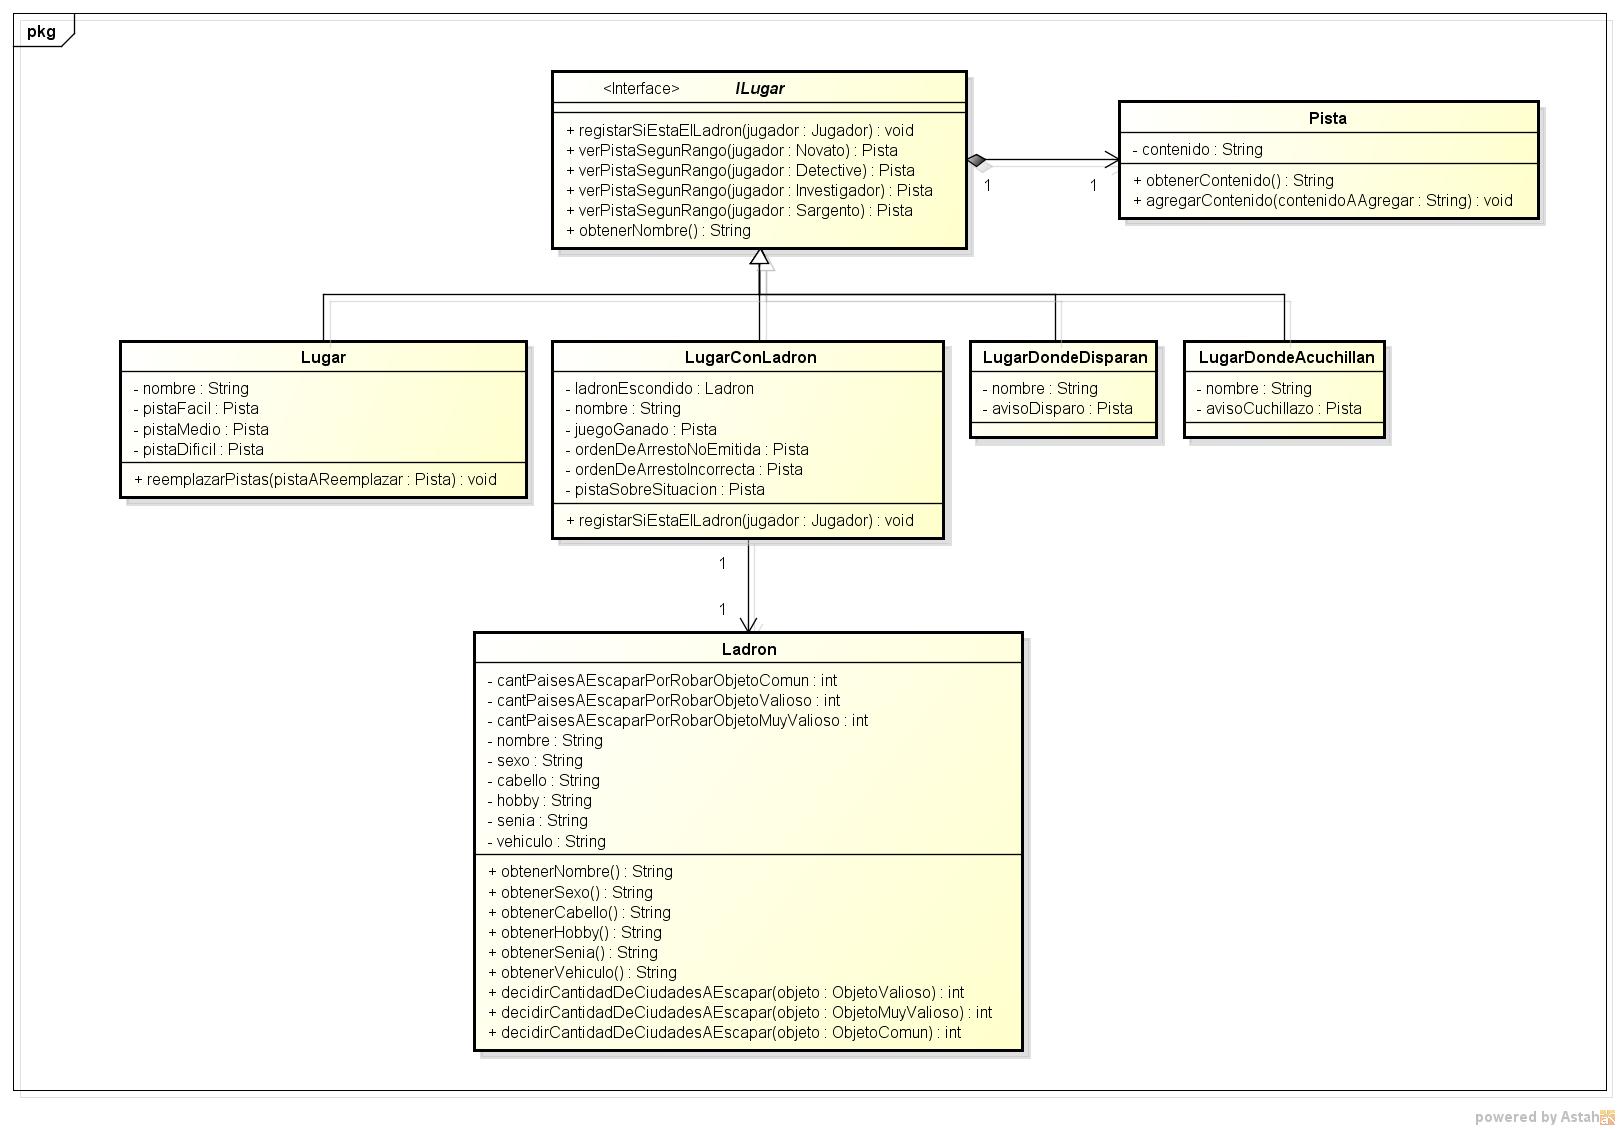 pkg
<Interface> ILugar
+ registarSiEstaElLadron(jugador : Jugador) : void
+ verPistaSegunRango(jugador : Novato) : Pista
+ verPistaSegunRango(jugador : Detective) : Pista
+ verPistaSegunRango(jugador : Investigador) : Pista
+ verPistaSegunRango(jugador : Sargento) : Pista
+ obtenerNombre() : String
Pista
- contenido : String
+ obtenerContenido() : String
+ agregarContenido(contenidoAAgregar : String) : void
1
1
Lugar
- nombre : String
- pistaFacil : Pista
- pistaMedio : Pista
- pistaDificil : Pista
+ reemplazarPistas(pistaAReemplazar : Pista) : void
LugarConLadron
- ladronEscondido : Ladron
- nombre : String
- juegoGanado : Pista
- ordenDeArrestoNoEmitida : Pista
- ordenDeArrestoIncorrecta : Pista
- pistaSobreSituacion : Pista
+ registarSiEstaElLadron(jugador : Jugador) : void
LugarDondeDisparan
- nombre : String
- avisoDisparo : Pista
LugarDondeAcuchillan
- nombre : String
- avisoCuchillazo : Pista
1
1
Ladron
- cantPaisesAEscaparPorRobarObjetoComun : int
- cantPaisesAEscaparPorRobarObjetoValioso : int
- cantPaisesAEscaparPorRobarObjetoMuyValioso : int
- nombre : String
- sexo : String
- cabello : String
- hobby : String
- senia : String
- vehiculo : String
+ obtenerNombre() : String
+ obtenerSexo() : String
+ obtenerCabello() : String
+ obtenerHobby() : String
+ obtenerSenia() : String
+ obtenerVehiculo() : String
+ decidirCantidadDeCiudadesAEscapar(objeto : ObjetoValioso) : int
+ decidirCantidadDeCiudadesAEscapar(objeto : ObjetoMuyValioso) : int
+ decidirCantidadDeCiudadesAEscapar(objeto : ObjetoComun) : int
powered by Astah